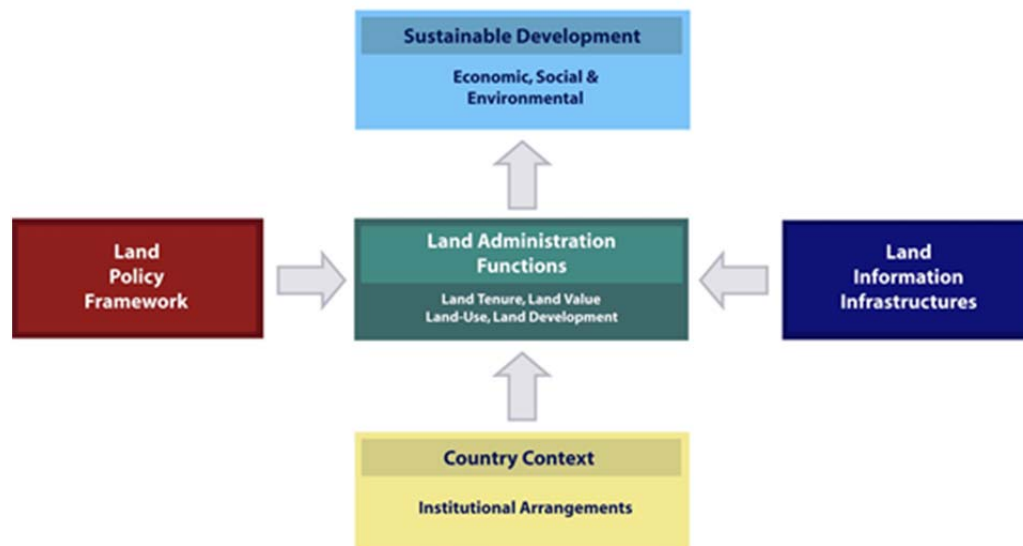 Sustainable Development
Economic, Social &
Environmental
Land
Policy
Framework
Land Administration
Functions
Land Tenure, Land Value
Land-Use, Land Development
Land
Information
Infrastructures
Country Context
Institutional Arrangements